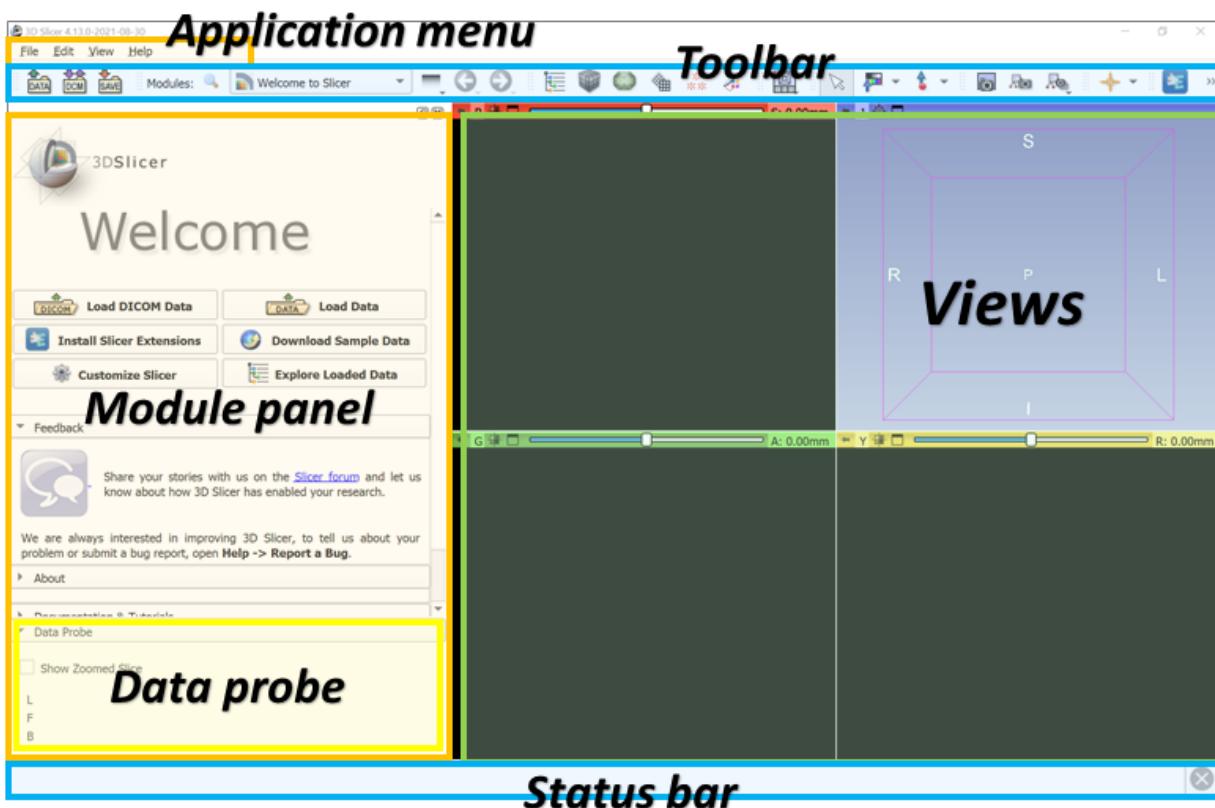 3D Slicer 4.13.0-2021-08-30
Application menu
File Edit View Help
Toolbar
DATA DCM SAVE Modules: Welcome to Slicer
R S: 0.00mm 1
3DSlicer
Welcome
DICOM Load DICOM Data DATA Load Data
Install Slicer Extensions Download Sample Data
Customize Slicer Explore Loaded Data
Module panel
Feedback
Share your stories with us on the Slicer forum and let us
know about how 3D Slicer has enabled your research.
We are always interested in improving 3D Slicer, to tell us about your
problem or submit a bug report, open Help -> Report a Bug.
About
Documentation & Tutorials
Data Probe
Show Zoomed Slice
Data probe
L
F
B
S
R P L
Views
I
G A: 0.00mm Y R: 0.00mm
Status bar